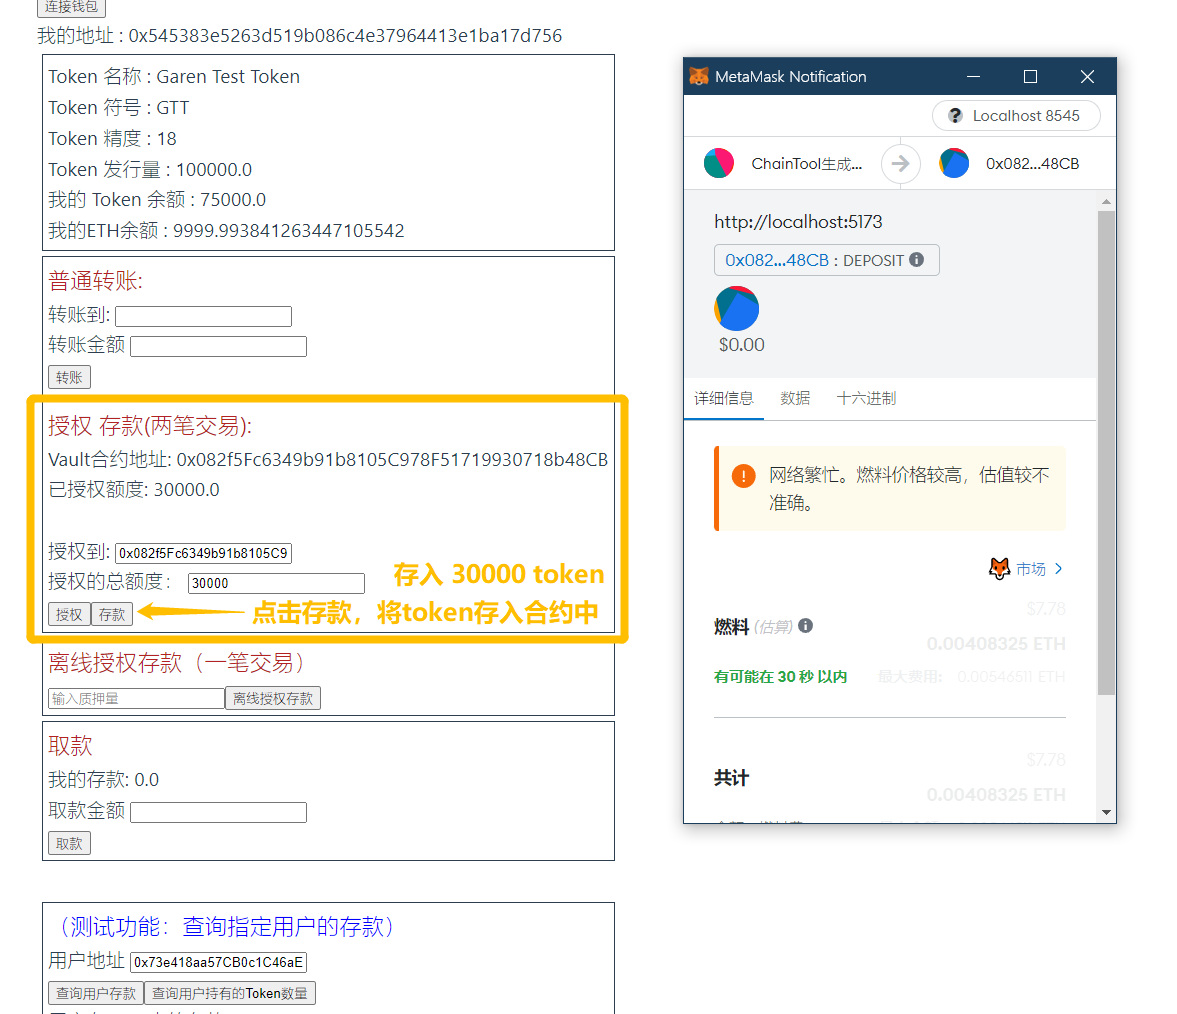 连接钱包
我的地址 : 0x545383e5263d519b086c4e37964413e1ba17d756
Token 名称 : Garen Test Token
Token 符号 : GTT
Token 精度 : 18
Token 发行量 : 100000.0
我的 Token 余额 : 75000.0
我的ETH余额 : 9999.993841263447105542
普通转账:
转账到:
转账金额
转账
授权 存款(两笔交易):
Vault合约地址: 0x082f5Fc6349b91b8105C978F51719930718b48CB
已授权额度: 30000.0
授权到: 0x082f5Fc6349b91b8105C9
授权的总额度： 30000
存入 30000 token
授权 存款
点击存款，将token存入合约中
离线授权存款（一笔交易）
输入质押量 离线授权存款
取款
我的存款: 0.0
取款金额
取款
（测试功能：查询指定用户的存款）
用户地址 0x73e418aa57CB0c1C46aE
查询用户存款 查询用户持有的Token数量
MetaMask Notification
Localhost 8545
ChainTool生成... 0x082...48CB
http://localhost:5173
0x082...48CB : DEPOSIT
$0.00
详细信息 数据 十六进制
网络繁忙。燃料价格较高，估值较不
准确。
市场
$7.78
燃料 (估算)
0.00408325 ETH
有可能在 30 秒 以内 最大费用: 0.00546511 ETH
$7.78
共计
0.00408325 ETH